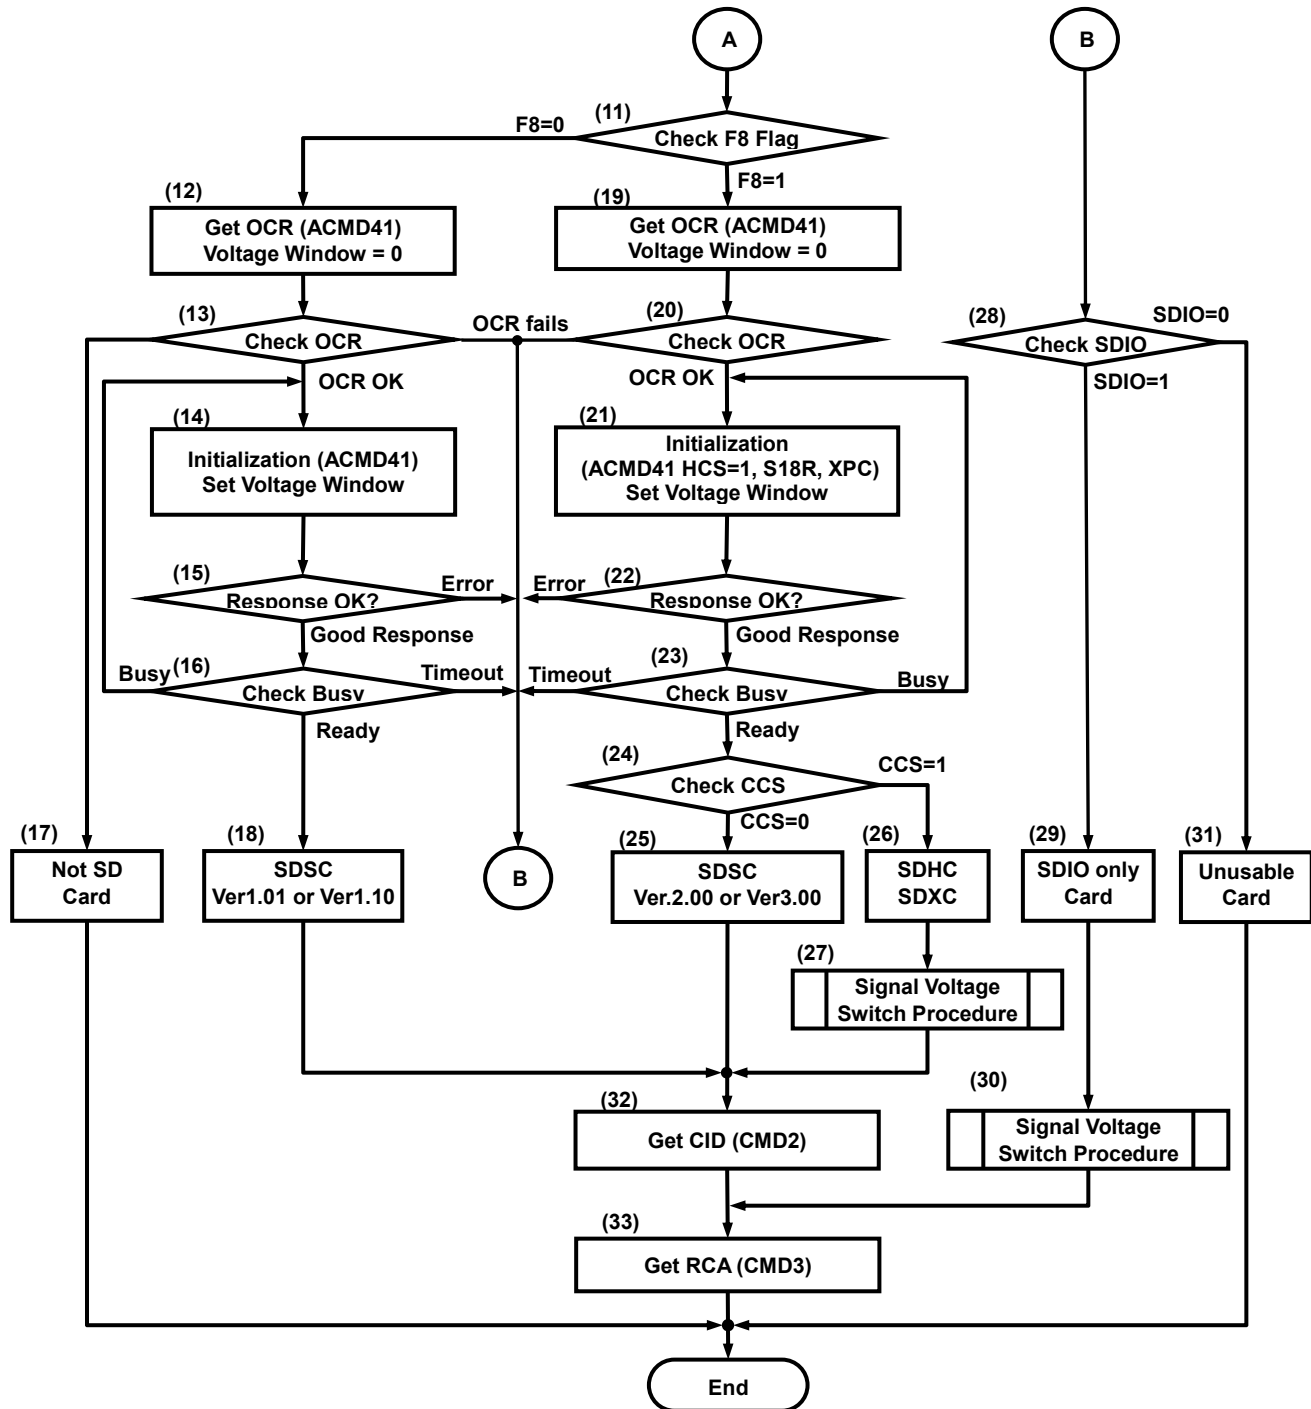 A
B
(11)
F8=0
Check F8 Flag
F8=1
(12)
Get OCR (ACMD41)
Voltage Window = 0
(19)
Get OCR (ACMD41)
Voltage Window = 0
(13)
Check OCR
OCR fails
(20)
Check OCR
(28)
SDIO=0
Check SDIO
OCR OK
OCR OK
SDIO=1
(14)
Initialization (ACMD41)
Set Voltage Window
(21)
Initialization
(ACMD41 HCS=1, S18R, XPC)
Set Voltage Window
(15)
Response OK?
Error
Error
(22)
Response OK?
Good Response
Good Response
Busy
(16)
Check Busy
Timeout
Timeout
(23)
Check Busy
Busy
Ready
Ready
(24)
Check CCS
CCS=1
CCS=0
(17)
Not SD
Card
(18)
SDSC
Ver1.01 or Ver1.10
B
(25)
SDSC
Ver.2.00 or Ver3.00
(26)
SDHC
SDXC
(29)
SDIO only
Card
(31)
Unusable
Card
(27)
Signal Voltage
Switch Procedure
(30)
Signal Voltage
Switch Procedure
(32)
Get CID (CMD2)
(33)
Get RCA (CMD3)
End